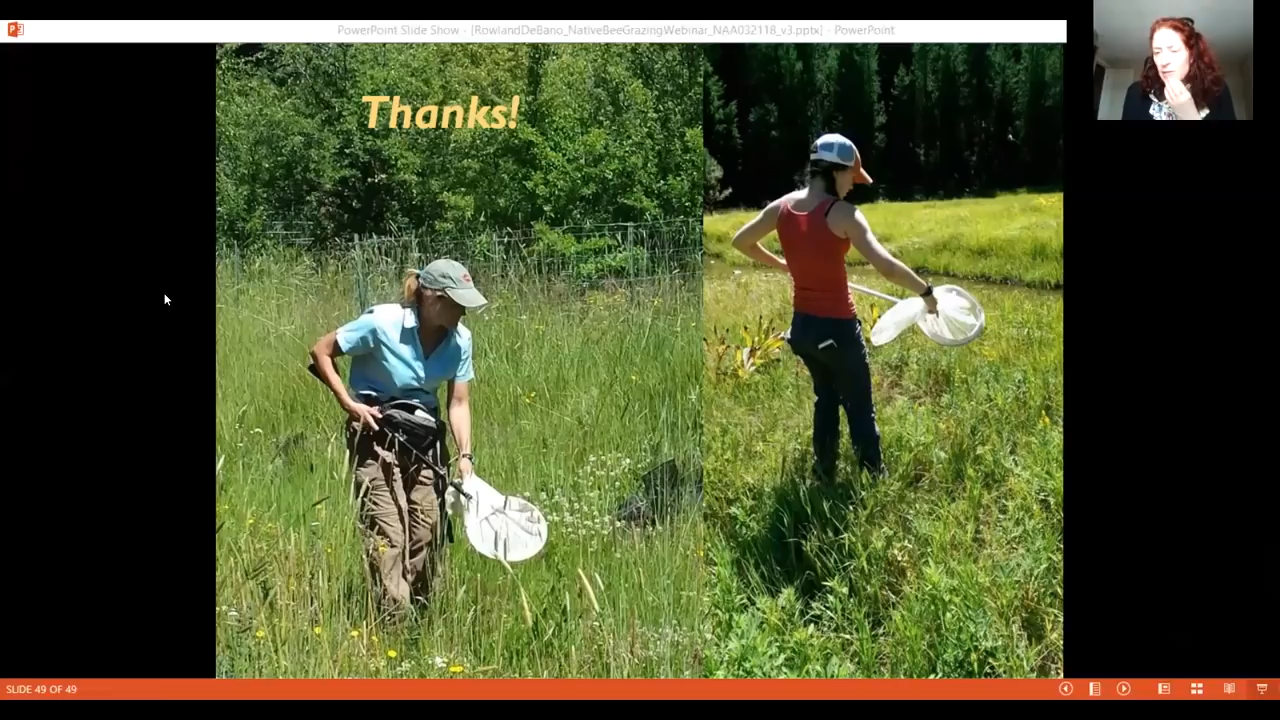 PowerPoint Slide Show - [RowlandDeBano_NativeBeeGrazingWebinar_NAA032118_v3.pptx] - PowerPoint
Thanks!
SLIDE 49 OF 49